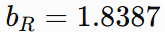 b_R = 1.8387